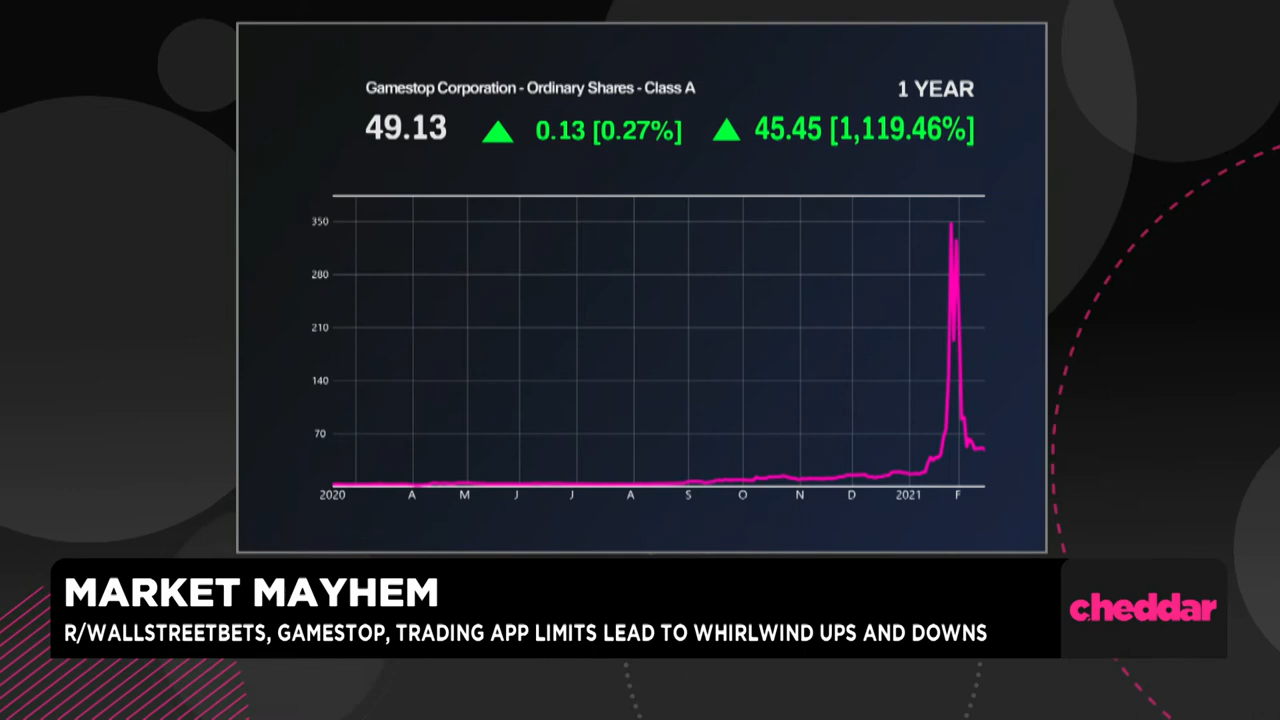 Gamestop Corporation - Ordinary Shares - Class A
1 YEAR
49.13 ▲ 0.13 [0.27%] ▲ 45.45 [1,119.46%]
350
280
210
140
70
2020 A M J J A S O N D 2021 F
MARKET MAYHEM
R/WALLSTREETBETS, GAMESTOP, TRADING APP LIMITS LEAD TO WHIRLWIND UPS AND DOWNS
cheddar